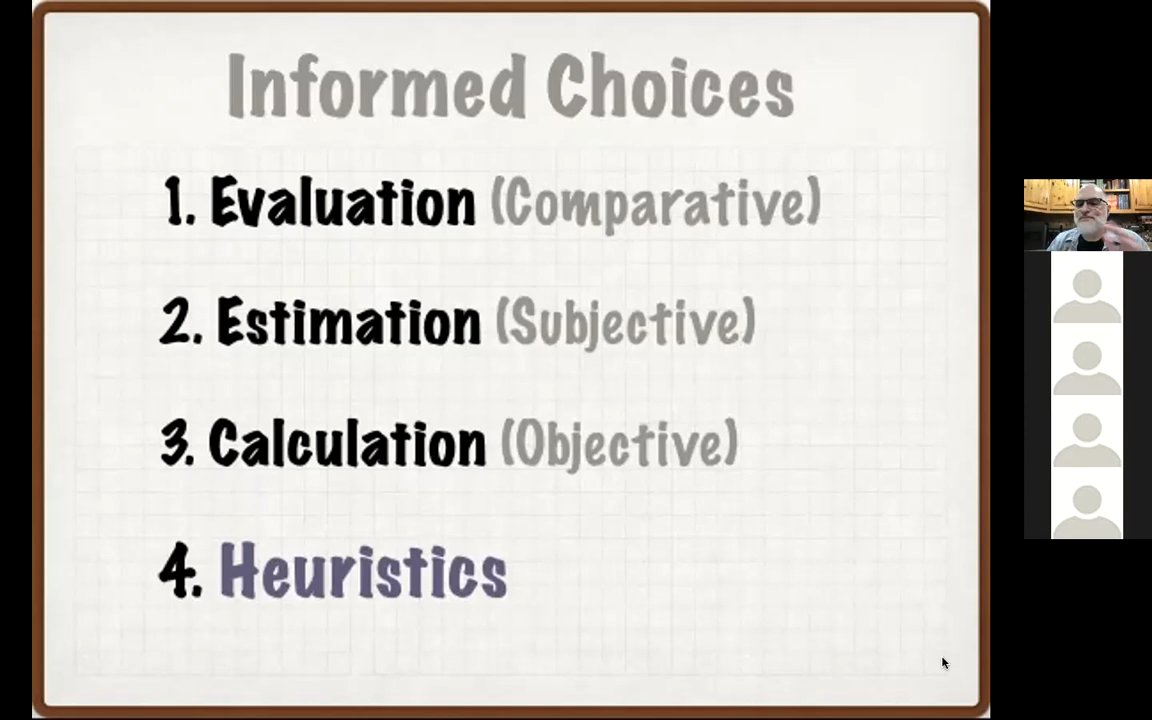 Informed Choices
1. Evaluation (Comparative)
2. Estimation (Subjective)
3. Calculation (Objective)
4. Heuristics